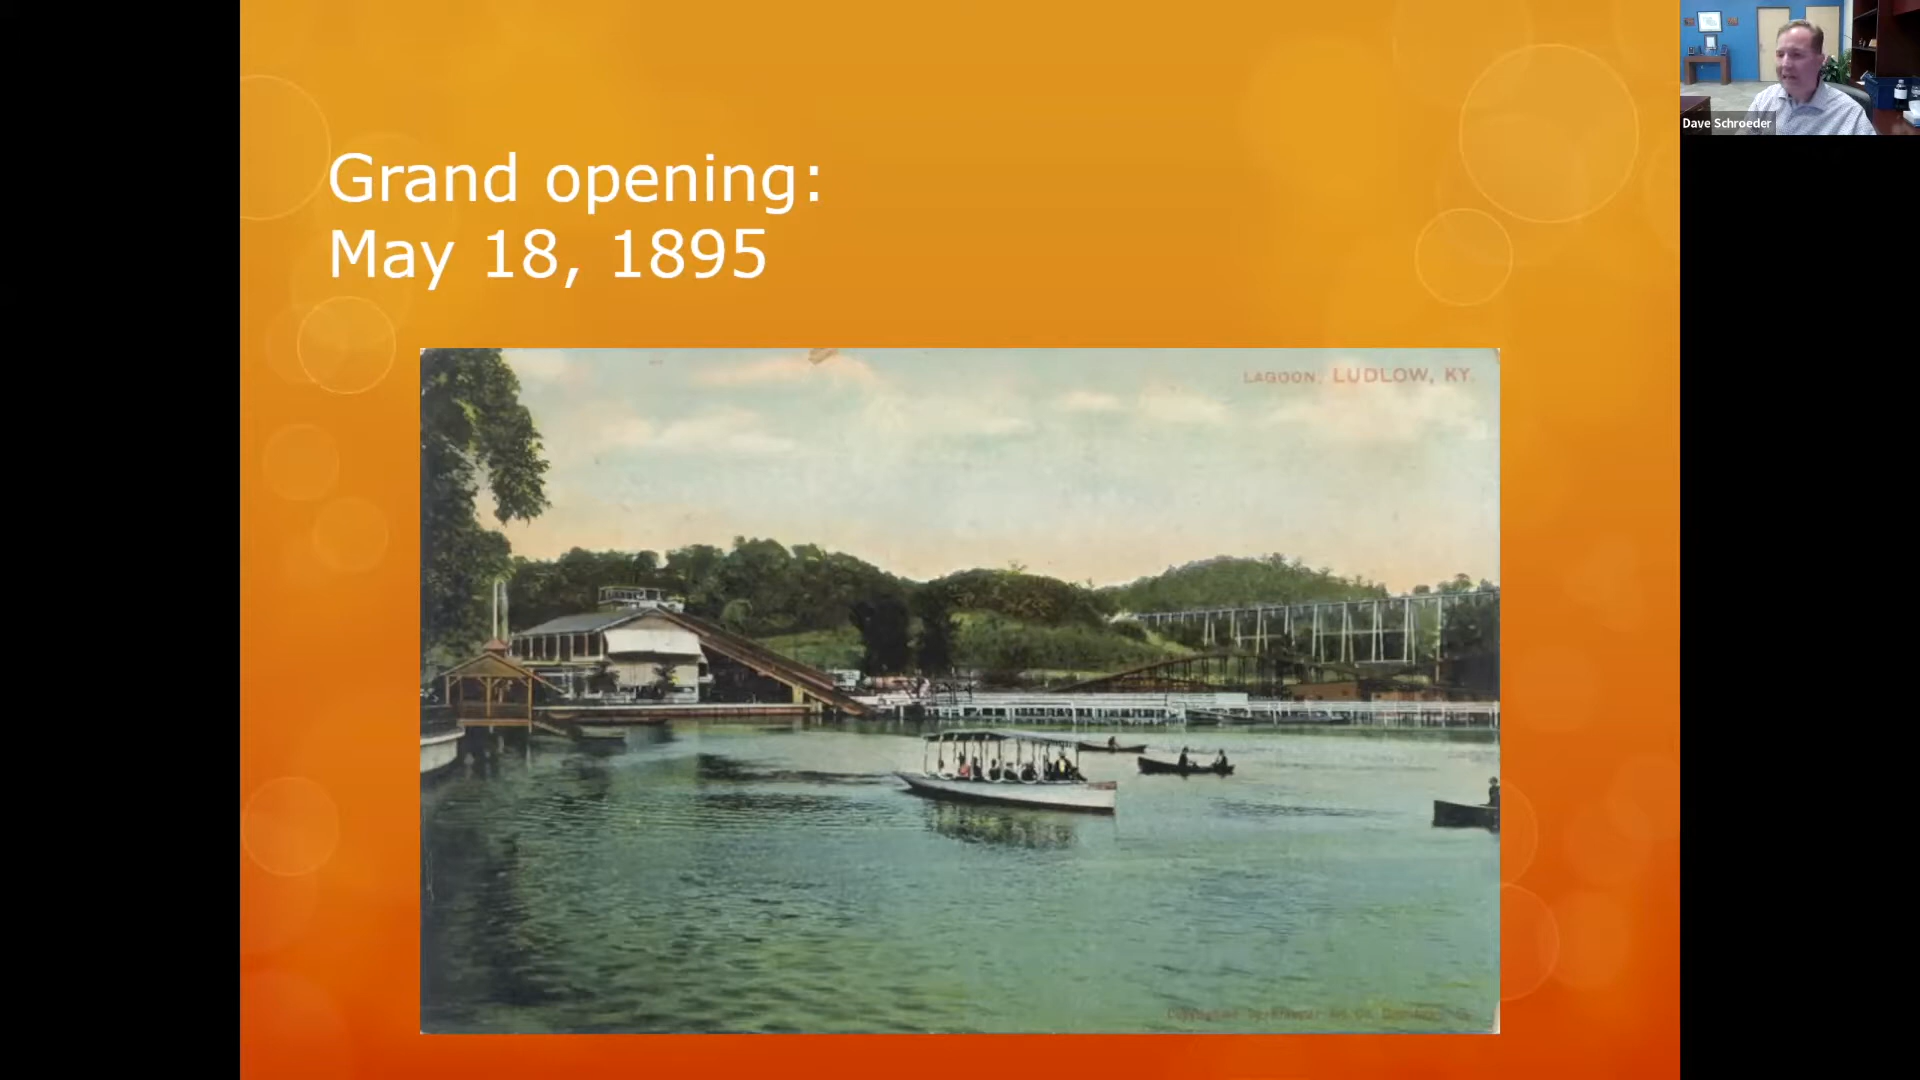 Grand opening:
May 18, 1895
LAGOON, LUDLOW, KY.
Dave Schroeder